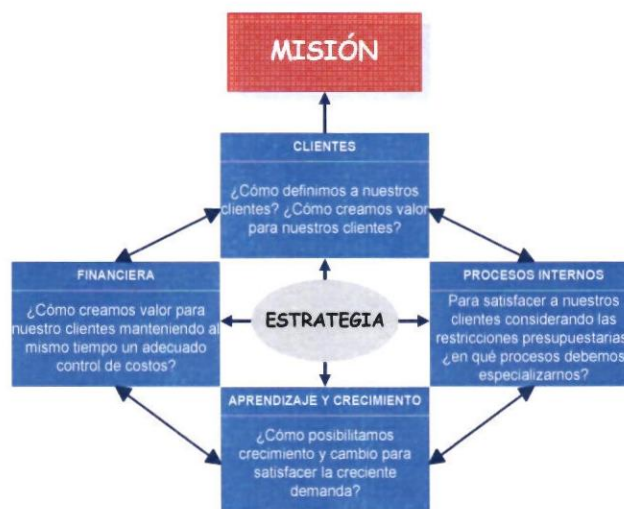 MISIÓN
CLIENTES
¿Cómo definimos a nuestros
clientes? ¿Cómo creamos valor
para nuestros clientes?
FINANCIERA
¿Cómo creamos valor para
nuestro clientes manteniendo al
mismo tiempo un adecuado
control de costos?
ESTRATEGIA
PROCESOS INTERNOS
Para satisfacer a nuestros
clientes considerando las
restricciones presupuestarias
¿en qué procesos debemos
especializarnos?
APRENDIZAJE Y CRECIMIENTO
¿Cómo posibilitamos
crecimiento y cambio para
satisfacer la creciente
demanda?